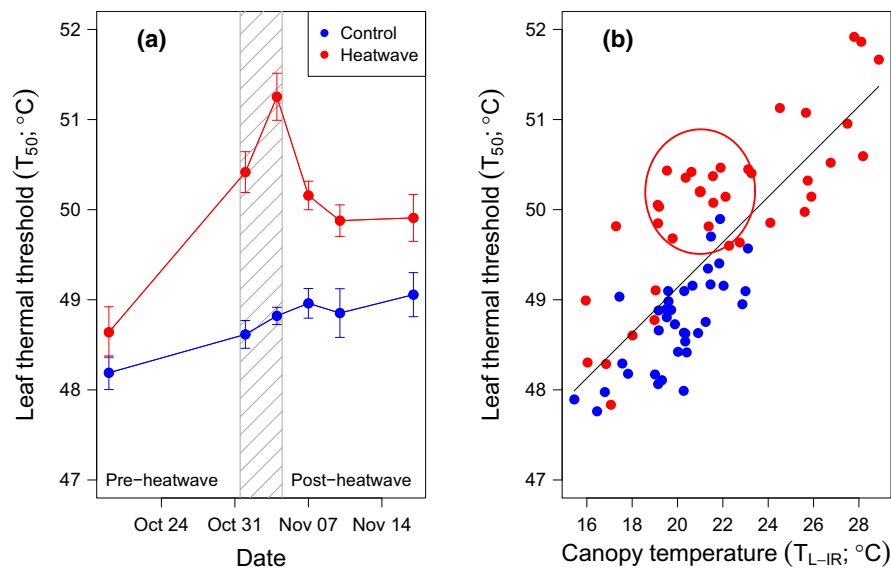 (a)
Control
Heatwave
Leaf thermal threshold (T50; °C)
52
51
50
49
48
47
Pre−heatwave
Post−heatwave
Oct 24
Oct 31
Nov 07
Nov 14
Date
(b)
Leaf thermal threshold (T50; °C)
52
51
50
49
48
47
16
18
20
22
24
26
28
Canopy temperature (TL−IR; °C)